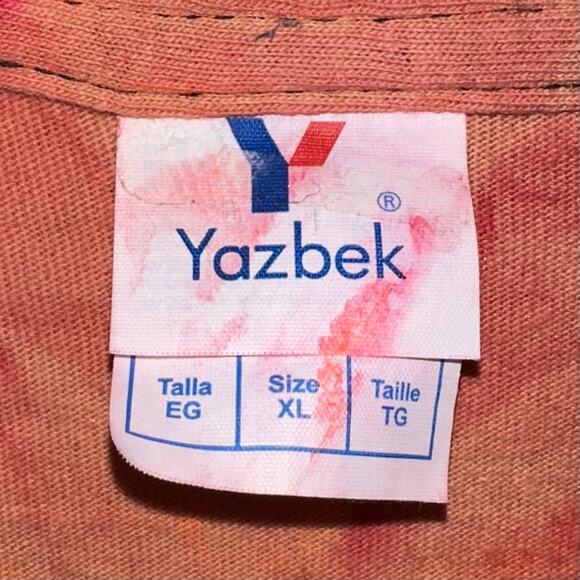 Y
®
Yazbek
Talla Size Taille
EG XL TG